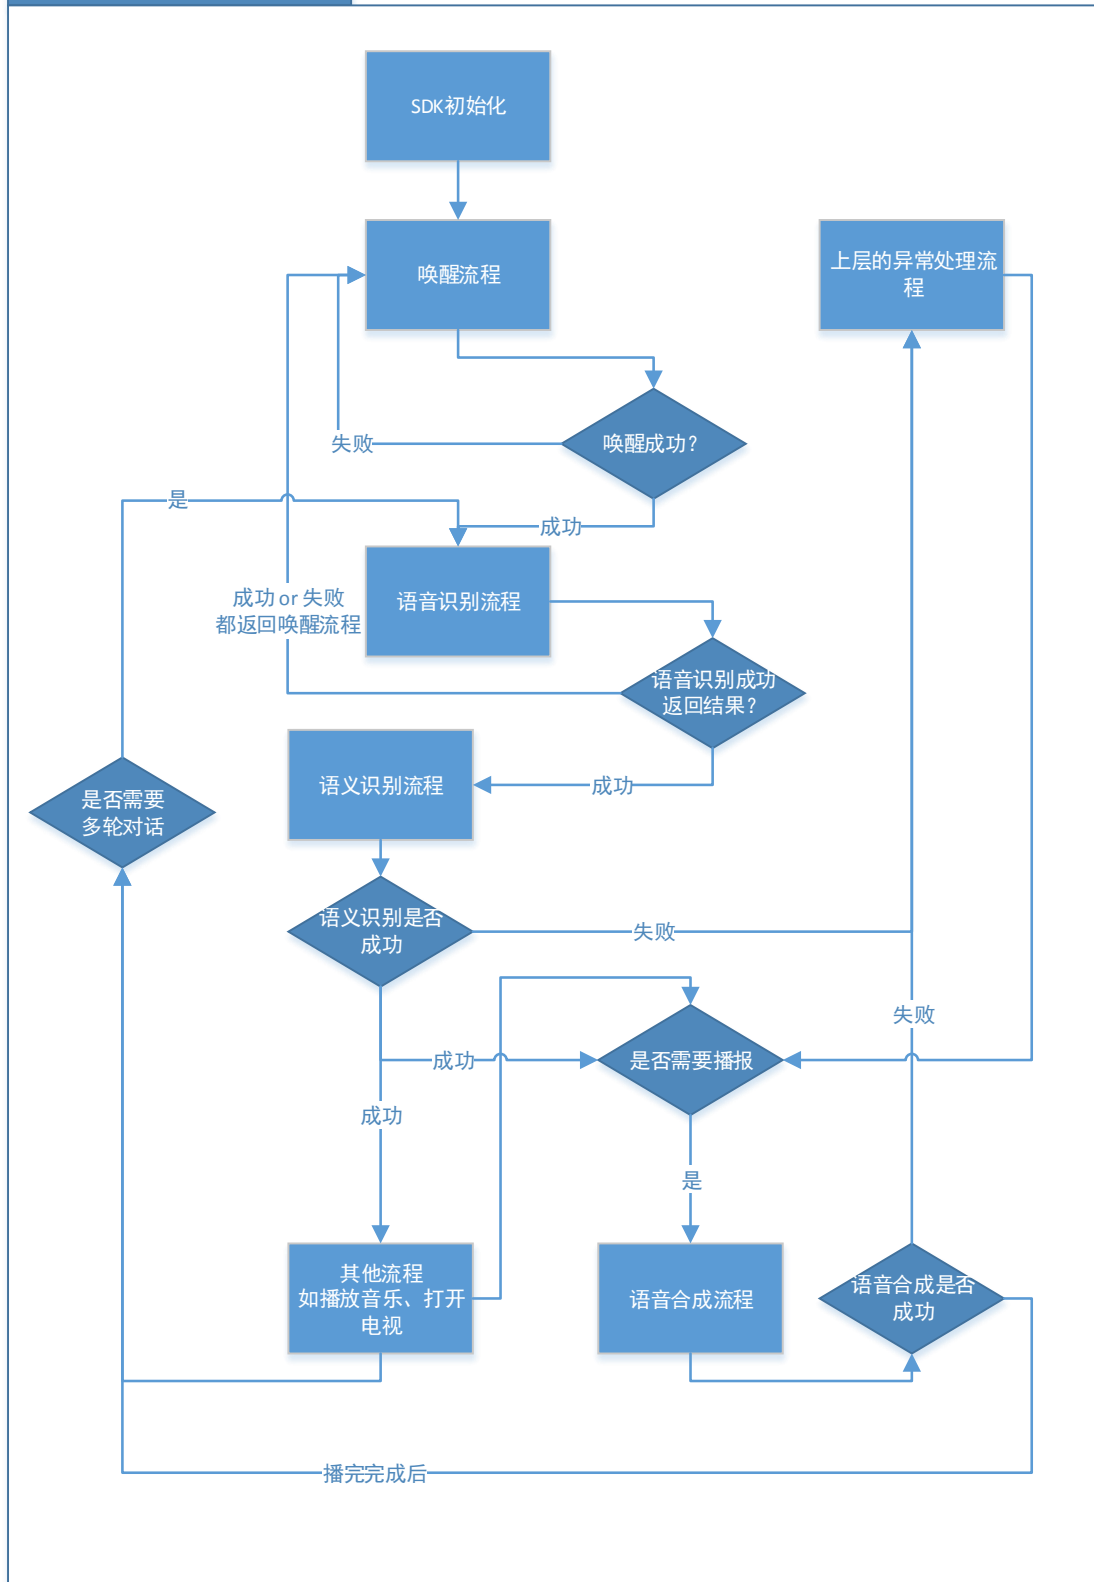 SDK初始化
唤醒流程
上层的异常处理流
程
唤醒成功？
失败
是
成功
成功 or 失败
都返回唤醒流程
语音识别流程
语音识别成功
返回结果？
语义识别流程
成功
是否需要
多轮对话
语义识别是否
成功
失败
失败
成功
是否需要播报
成功
是
其他流程
如播放音乐、打开
电视
语音合成流程
语音合成是否
成功
播完完成后